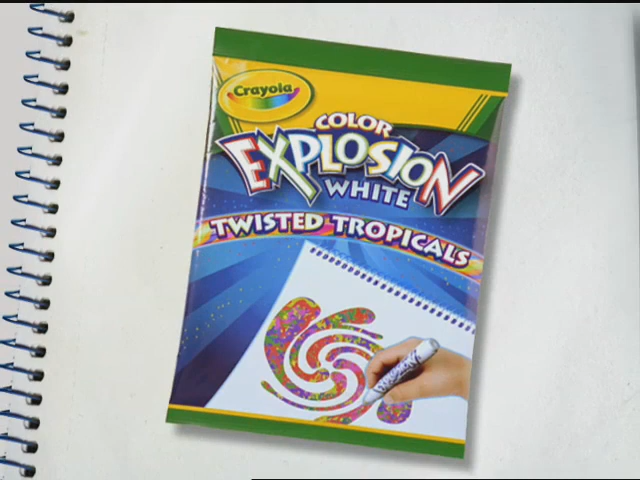 Crayola
COLOR
EXPLOSION
WHITE
TWISTED TROPICALS